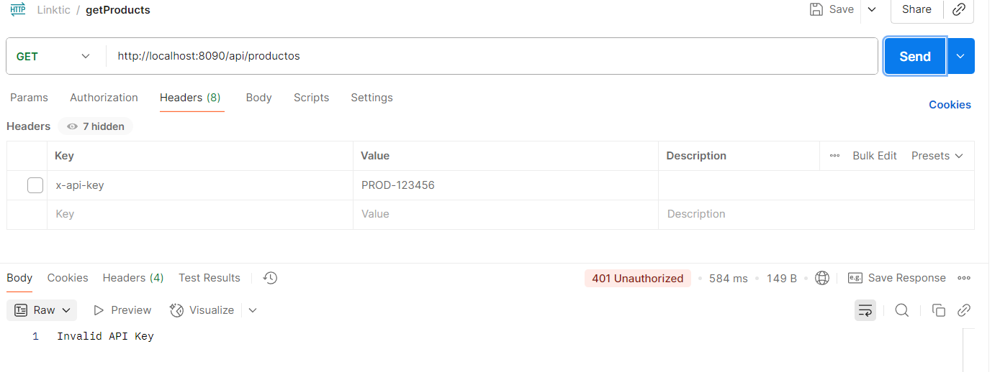 HTTP Linktic / getProducts Save Share
GET http://localhost:8090/api/productos Send
Params Authorization Headers (8) Body Scripts Settings Cookies
Headers 7 hidden
Key Value Description Bulk Edit Presets
x-api-key PROD-123456
Key Value Description
Body Cookies Headers (4) Test Results 401 Unauthorized 584 ms 149 B e.g. Save Response
Raw Preview Visualize
1 Invalid API Key